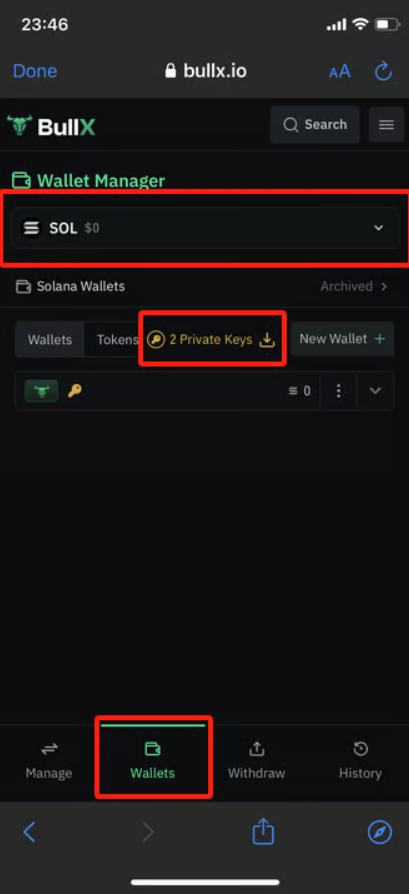 23:46
Done bullx.io AA
BullX Search
Wallet Manager
SOL $0
Solana Wallets Archived >
Wallets Tokens 2 Private Keys New Wallet +
0
Manage Wallets Withdraw History